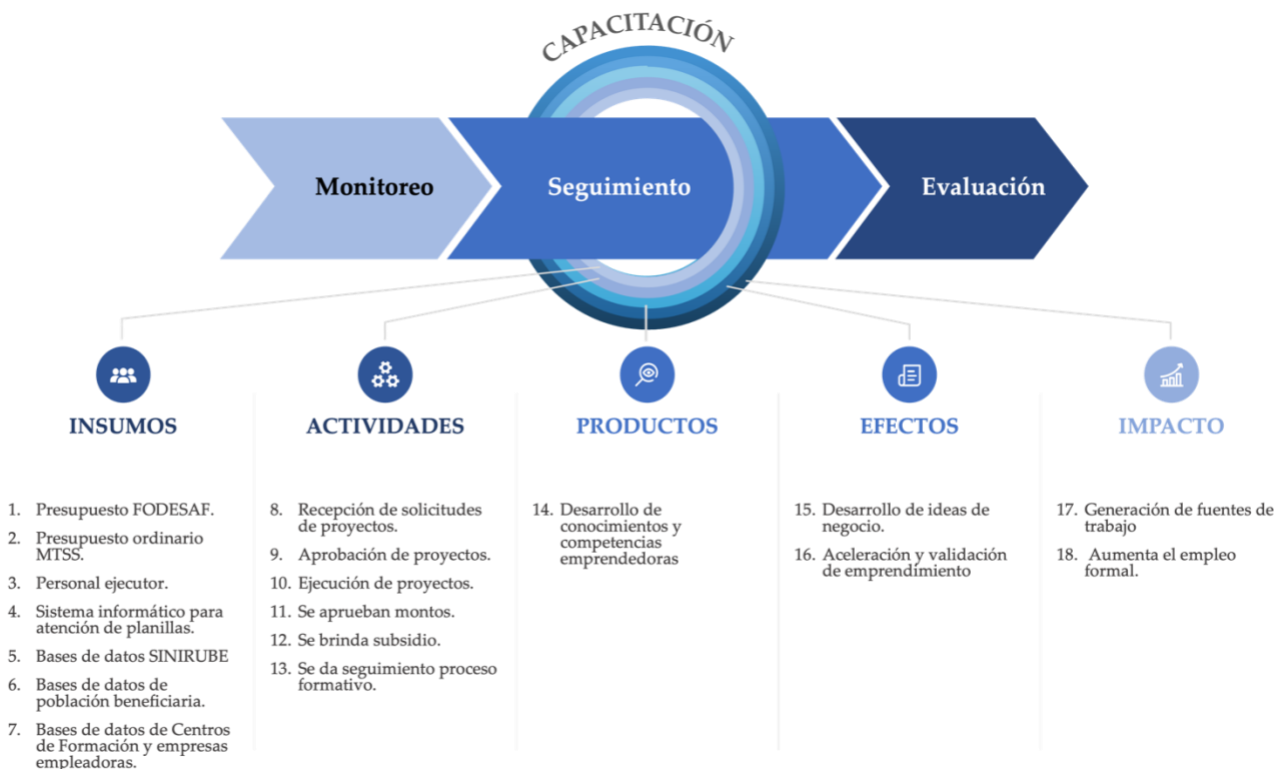 CAPACITACIÓN
Monitoreo
Seguimiento
Evaluación
INSUMOS
1. Presupuesto FODESAF.
2. Presupuesto ordinario
MTSS.
3. Personal ejecutor.
4. Sistema informático para
atención de planillas.
5. Bases de datos SINIRUBE
6. Bases de datos de
población beneficiaria.
7. Bases de datos de Centros
de Formación y empresas
empleadoras.
ACTIVIDADES
8. Recepción de solicitudes
de proyectos.
9. Aprobación de proyectos.
10. Ejecución de proyectos.
11. Se aprueban montos.
12. Se brinda subsidio.
13. Se da seguimiento proceso
formativo.
PRODUCTOS
14. Desarrollo de
conocimientos y
competencias
emprendedoras
EFECTOS
15. Desarrollo de ideas de
negocio.
16. Aceleración y validación
de emprendimiento
IMPACTO
17. Generación de fuentes de
trabajo
18. Aumenta el empleo
formal.